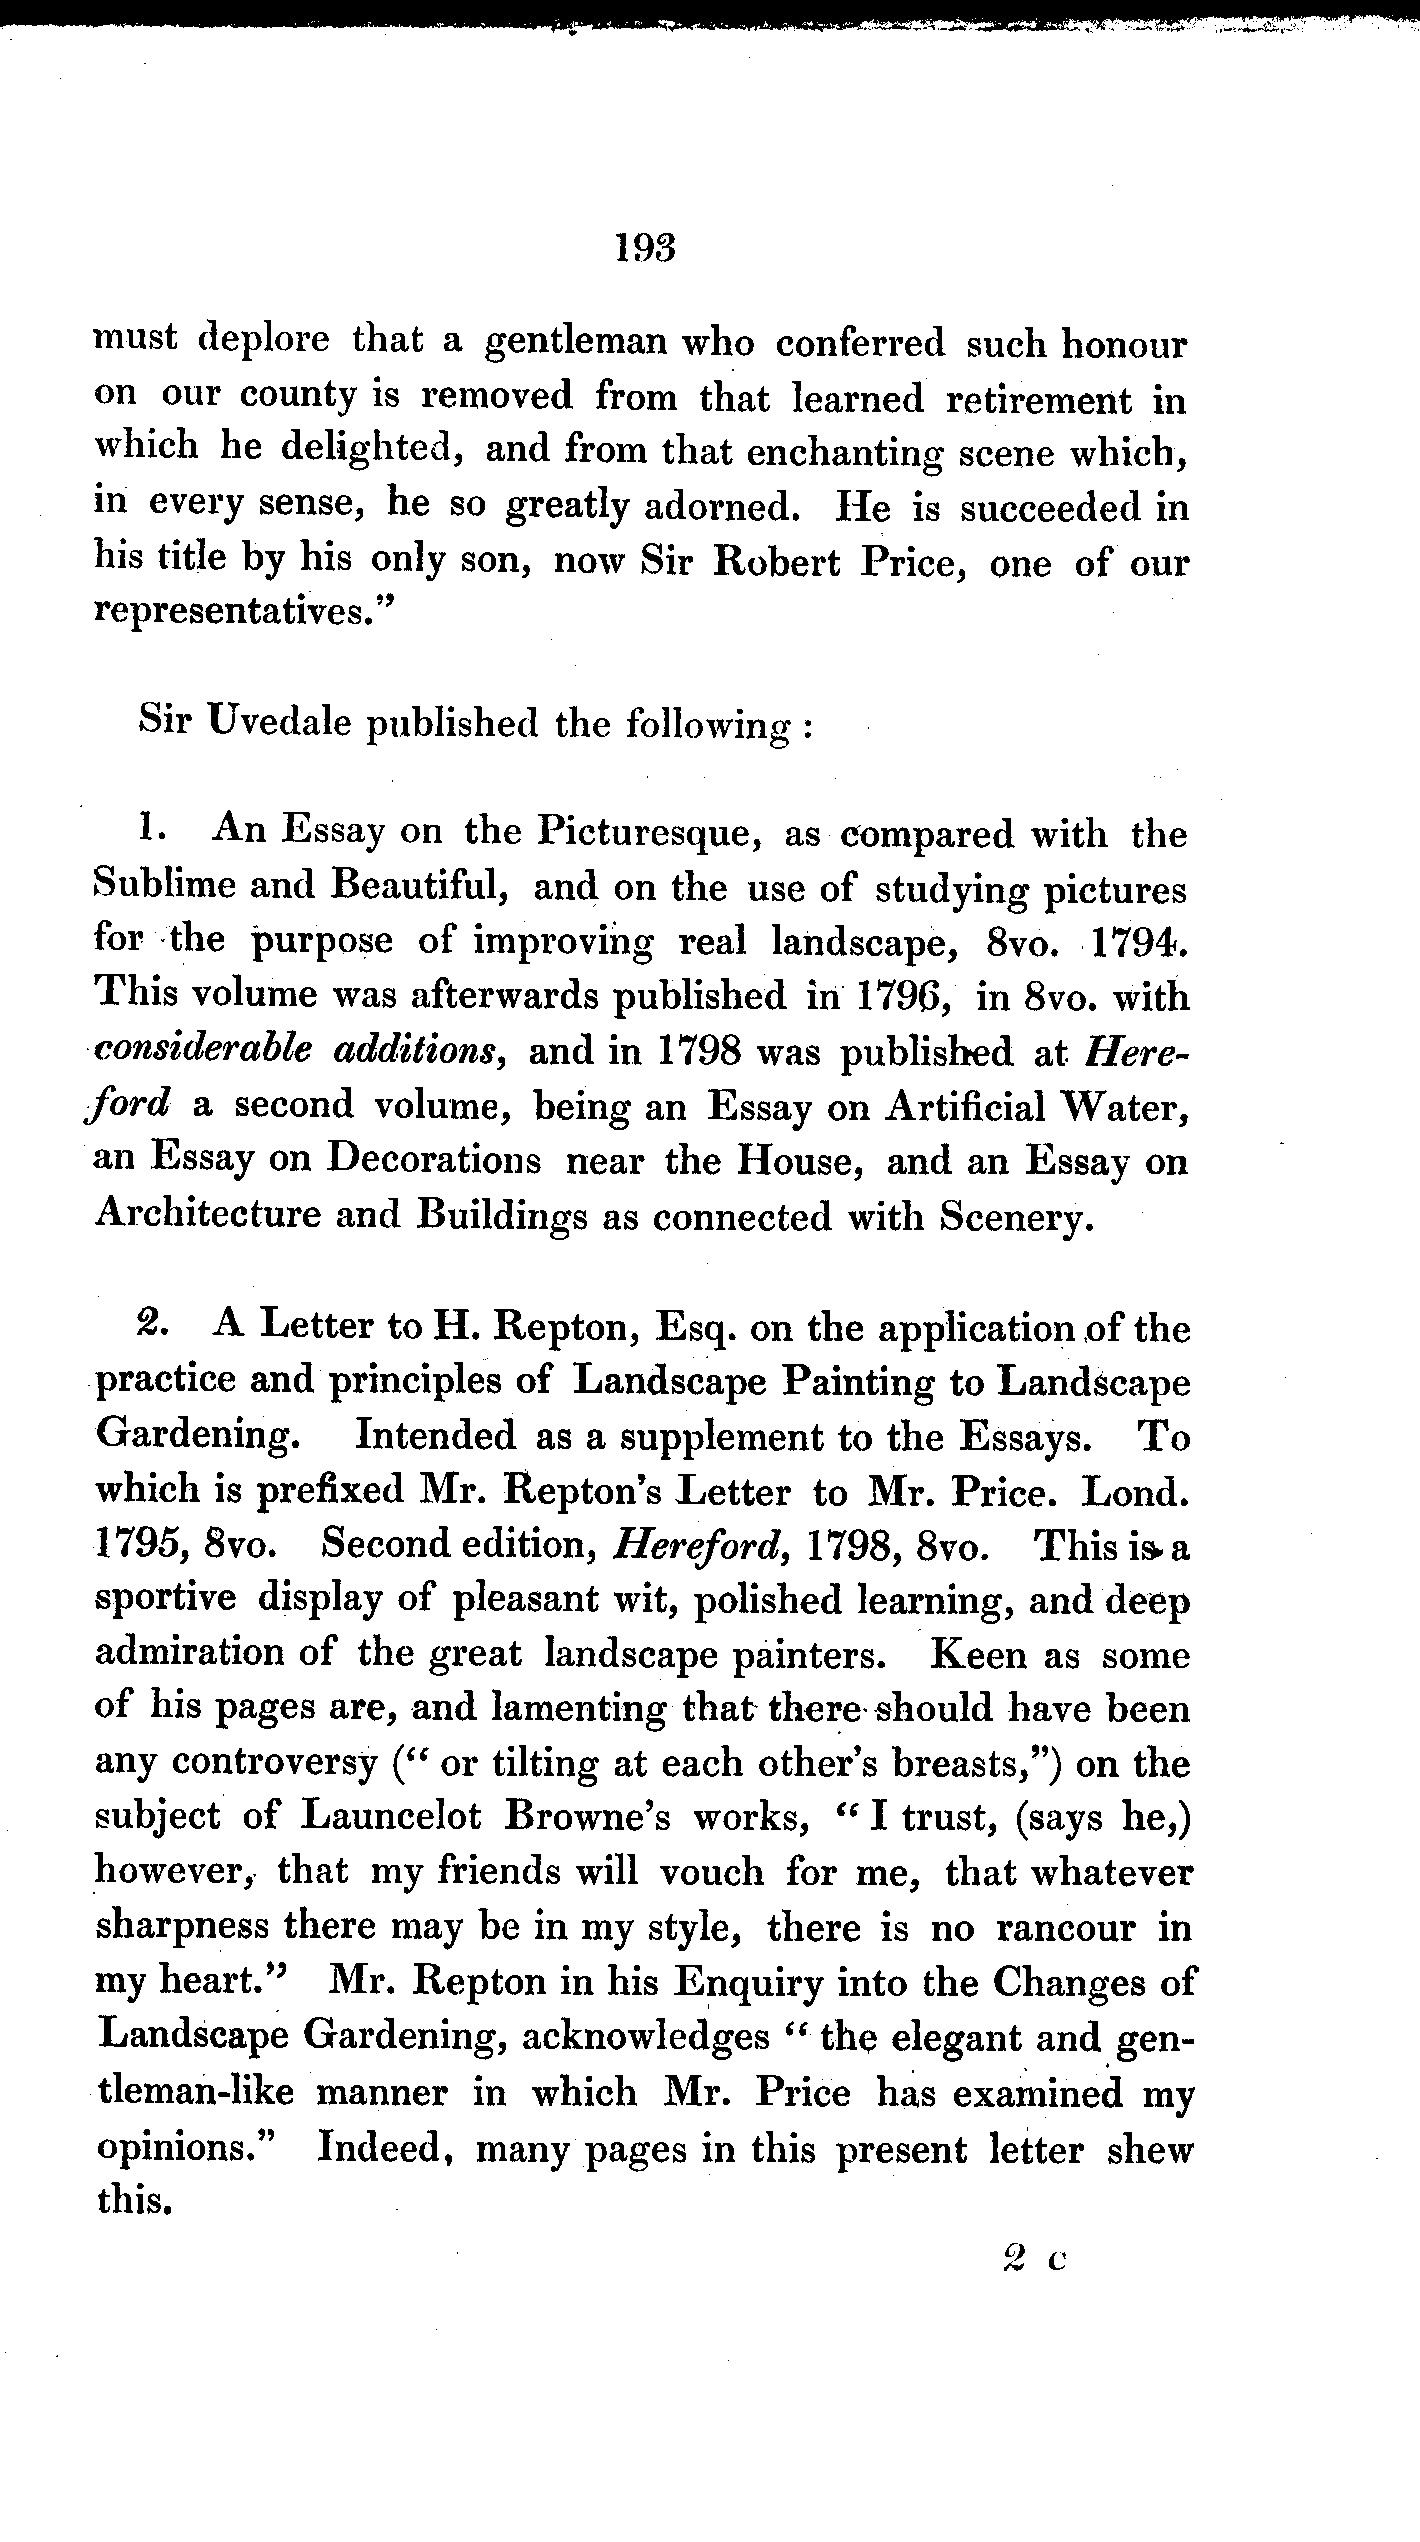 193
must deplore that a gentleman who conferred such honour
on our county is removed from that learned retirement in
which he delighted, and from that enchanting scene which,
in every sense, he so greatly adorned. He is succeeded in
his title by his only son, now Sir Robert Price, one of our
representatives.”
Sir Uvedale published the following :
1. An Essay on the Picturesque, as compared with the
Sublime and Beautiful, and on the use of studying pictures
for the purpose of improving real landscape, 8vo. 1794.
This volume was afterwards published in 1796, in 8vo. with
considerable additions, and in 1798 was published at Here-
ford a second volume, being an Essay on Artificial Water,
an Essay on Decorations near the House, and an Essay on
Architecture and Buildings as connected with Scenery.
2. A Letter to H. Repton, Esq. on the application of the
practice and principles of Landscape Painting to Landscape
Gardening. Intended as a supplement to the Essays. To
which is prefixed Mr. Repton’s Letter to Mr. Price. Lond.
1795, 8vo. Second edition, Hereford, 1798, 8vo. This is a
sportive display of pleasant wit, polished learning, and deep
admiration of the great landscape painters. Keen as some
of his pages are, and lamenting that there should have been
any controversy (“ or tilting at each other’s breasts,”) on the
subject of Launcelot Browne’s works, “ I trust, (says he,)
however, that my friends will vouch for me, that whatever
sharpness there may be in my style, there is no rancour in
my heart.” Mr. Repton in his Enquiry into the Changes of
Landscape Gardening, acknowledges “ the elegant and gen-
tleman-like manner in which Mr. Price has examined my
opinions.” Indeed, many pages in this present letter shew
this.
2 c